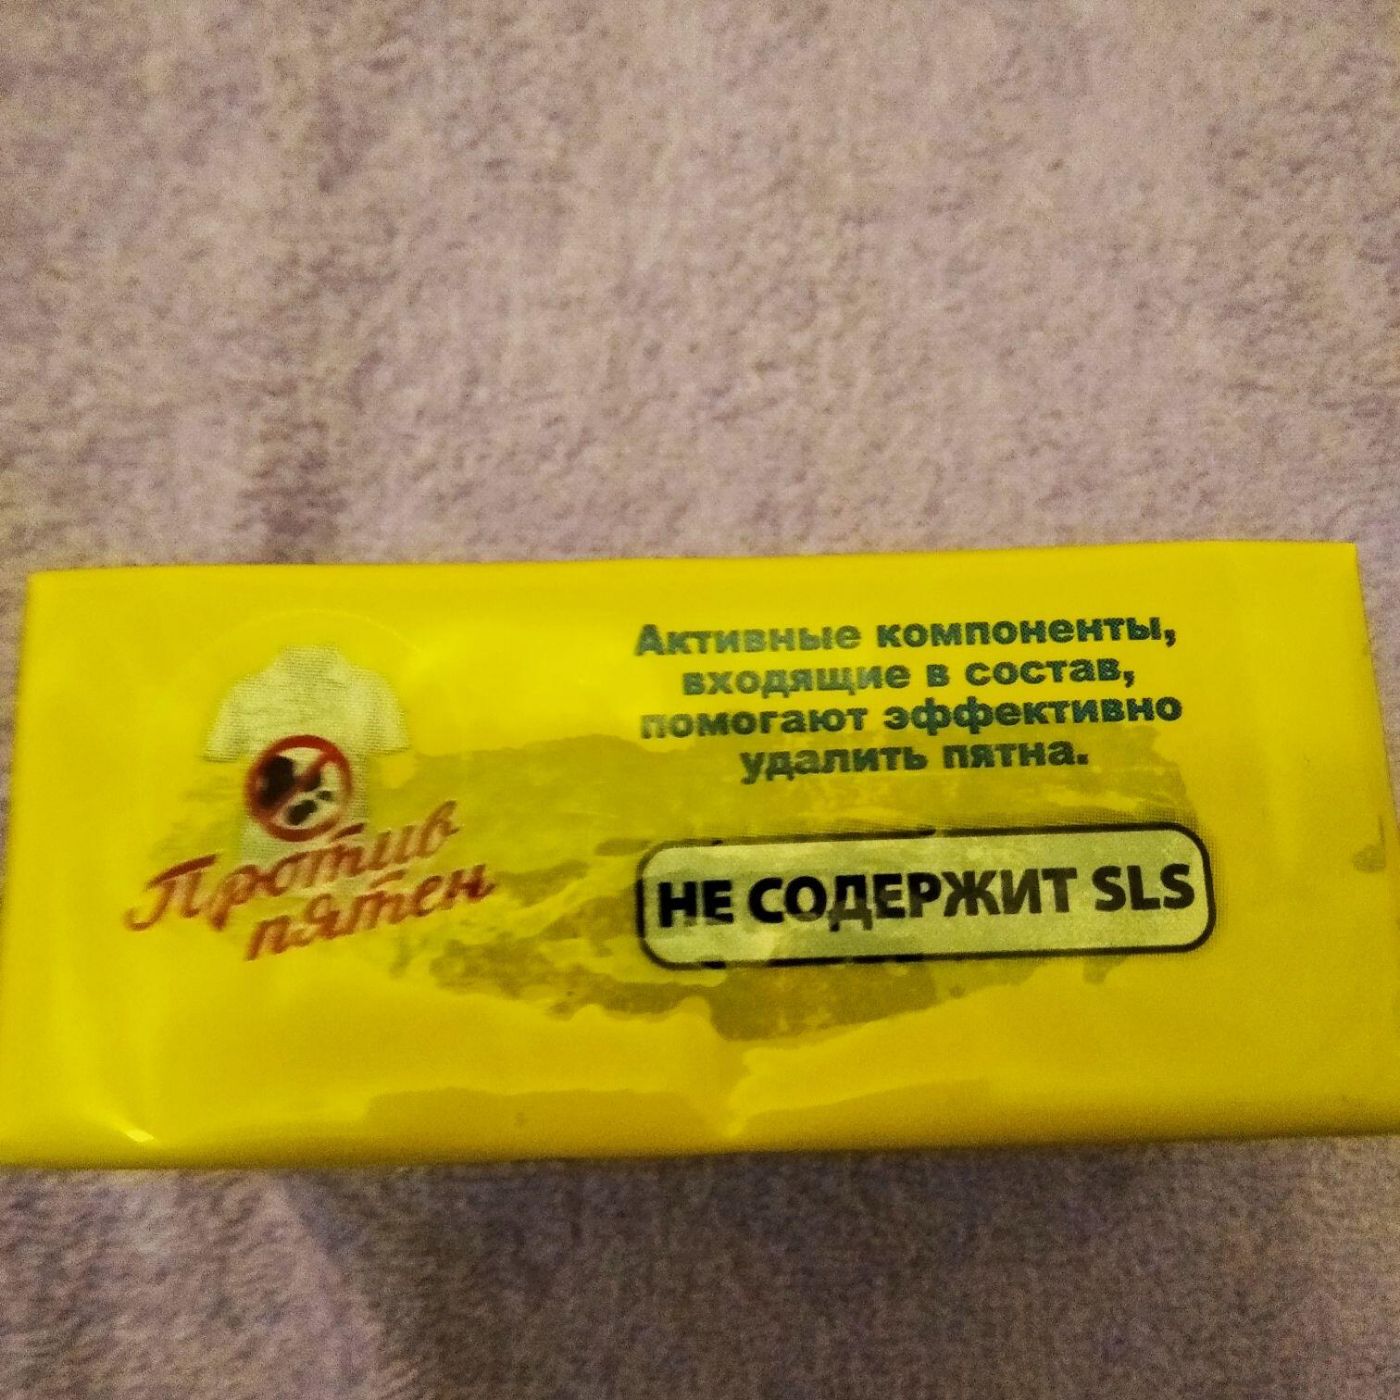 Активные компоненты,
входящие в состав,
помогают эффективно
удалить пятна.
Против
пятен
НЕ СОДЕРЖИТ SLS